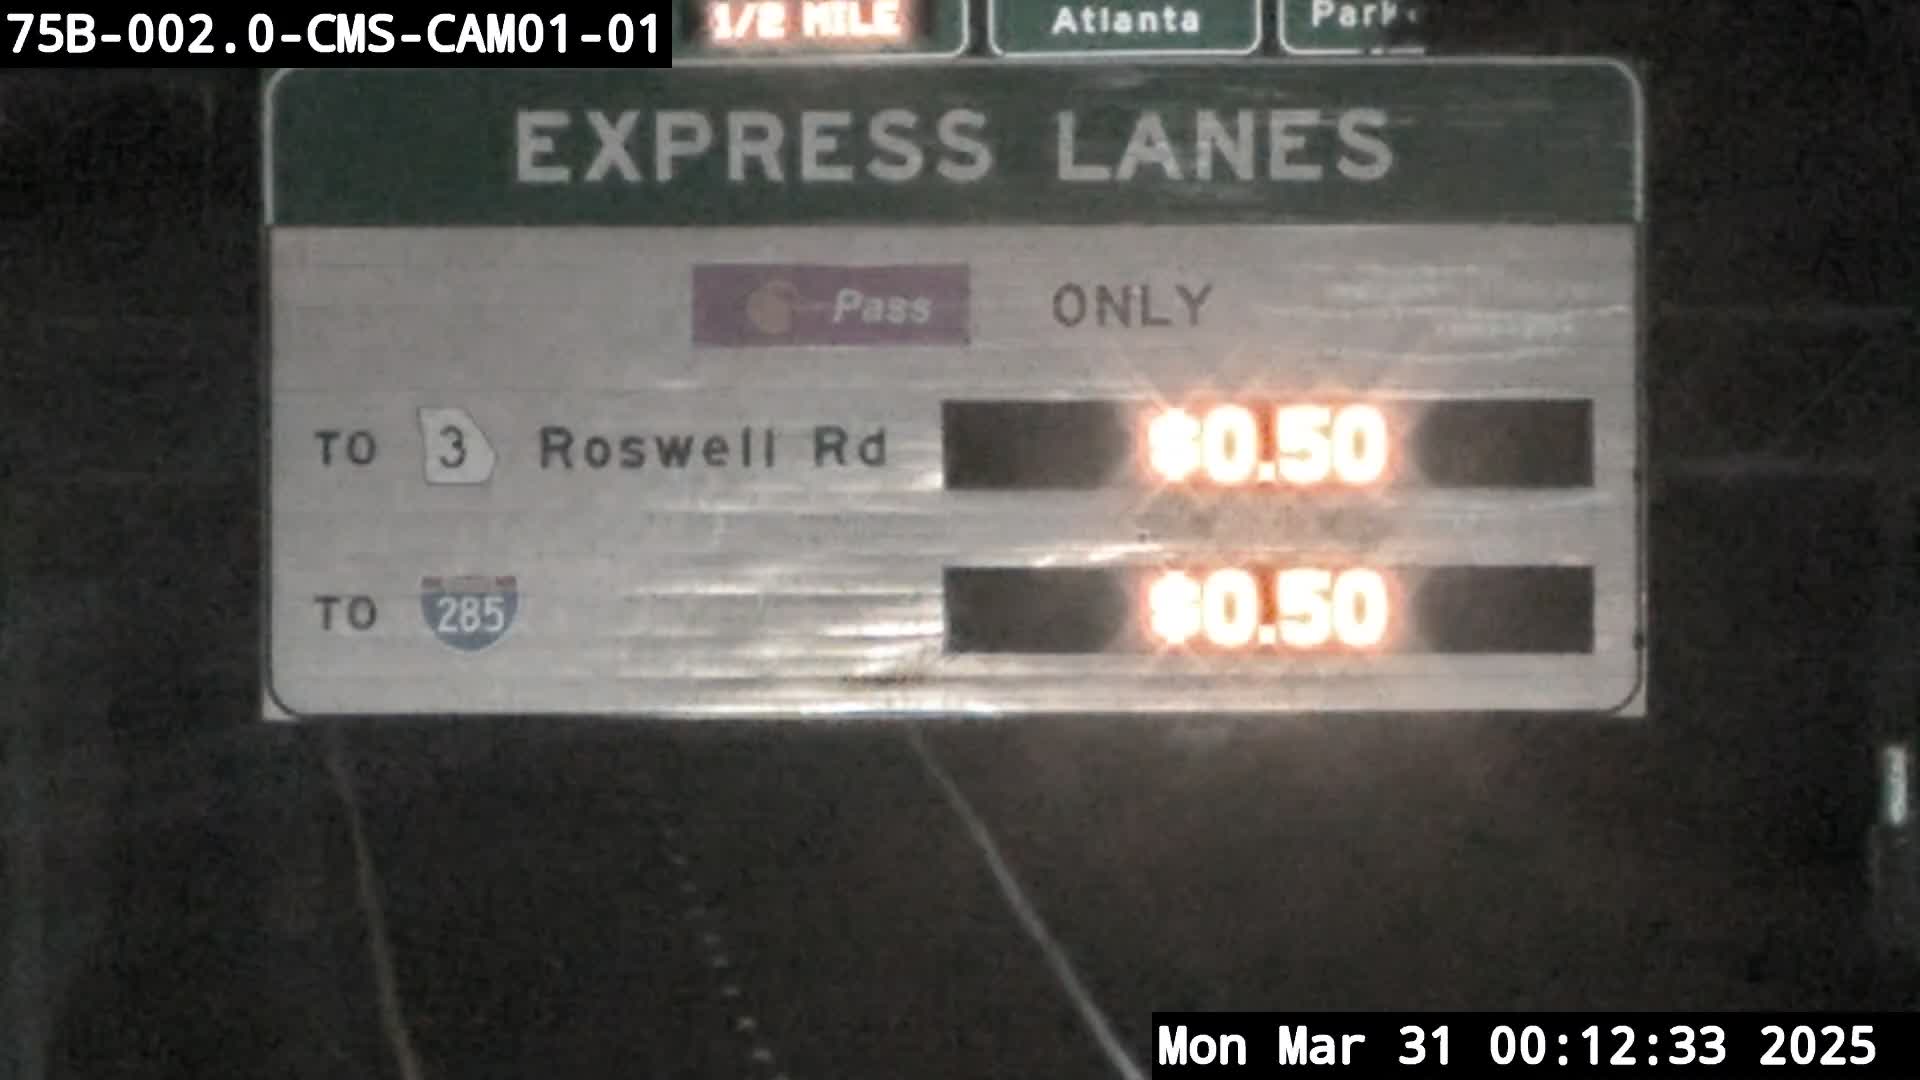 75B-002.0-CMS-CAM01-01
1/2 MILE
Atlanta
Park
EXPRESS LANES
Pass ONLY
TO 3 Roswell Rd $0.50
TO 285 $0.50
Mon Mar 31 00:12:33 2025